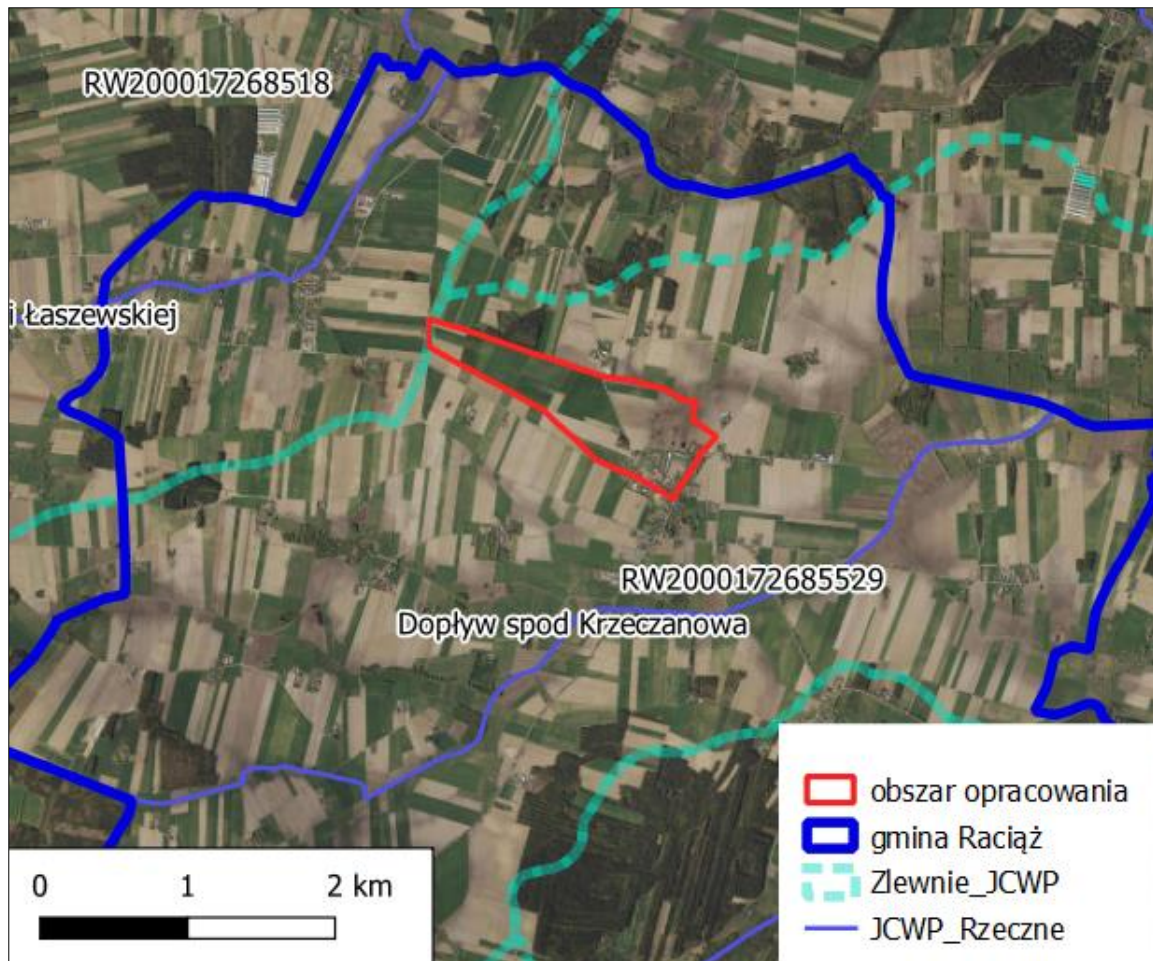 RW200017268518
i Łaszewskiej
RW2000172685529
Dopływ spod Krzeczanowa
obszar opracowania
gmina Raciąż
Zlewnie_JCWP
JCWP_Rzeczne
0 1 2 km